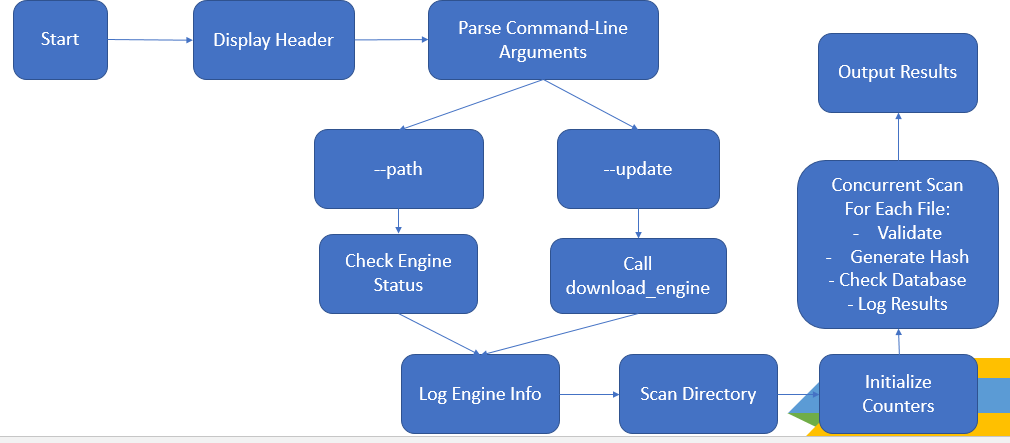 Start
Display Header
Parse Command-Line
Arguments
--path
--update
Check Engine
Status
Call
download_engine
Log Engine Info
Scan Directory
Initialize
Counters
Concurrent Scan
For Each File:
- Validate
- Generate Hash
- Check Database
- Log Results
Output Results